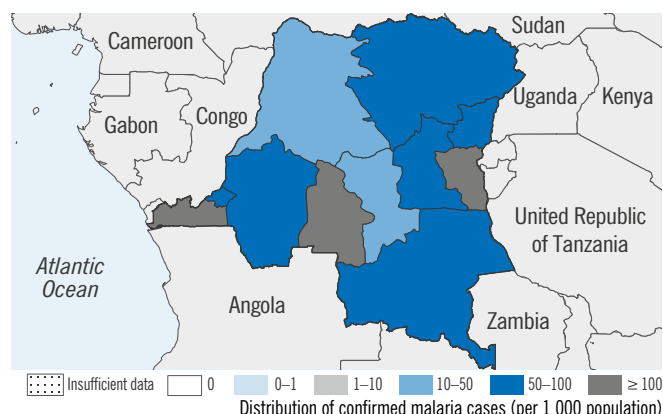 Cameroon
Sudan
Congo
Uganda
Kenya
Gabon
United Republic
of Tanzania
Atlantic
Ocean
Angola
Zambia
Insufficient data 0 0–1 1–10 10–50 50–100 ≥ 100
Distribution of confirmed malaria cases (per 1 000 population)